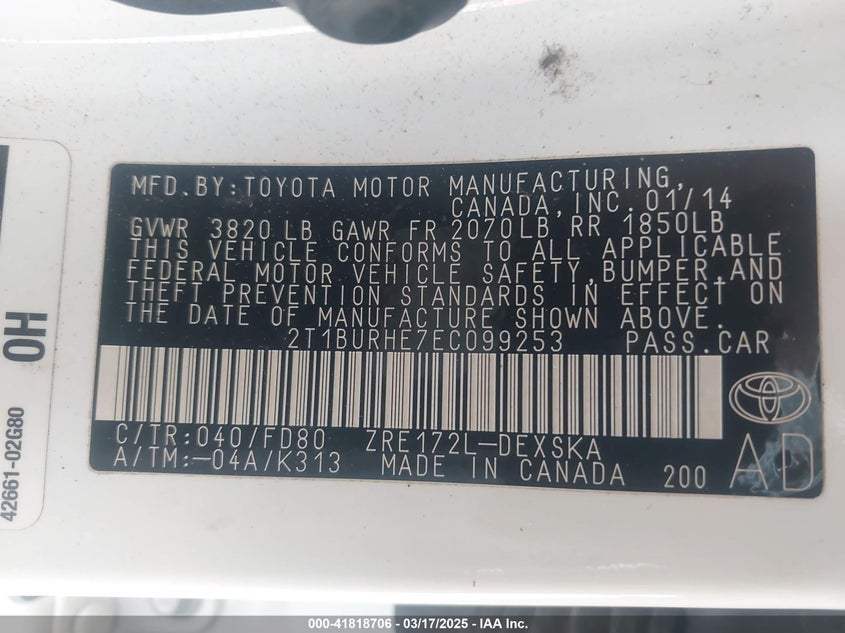 MFD.BY:TOYOTA MOTOR MANUFACTURING,
CANADA,INC.01/14
GVWR 3820LB GAWR FR 2070LB RR 1850LB
THIS VEHICLE CONFORMS TO ALL APPLICABLE
FEDERAL MOTOR VEHICLE SAFETY,BUMPER,AND
THEFT PREVENTION STANDARDS IN EFFECT ON
THE DATE OF MANUFACTURE SHOWN ABOVE.
2T1BURHE7EC099253 PASS.CAR
C/TR:040/FD80 ZRE172L-DEXSKA
A/TM:-04A/K313 MADE IN CANADA 200
AD
OH
42661-02G80
000-41818706 - 03/17/2025 - IAA Inc.